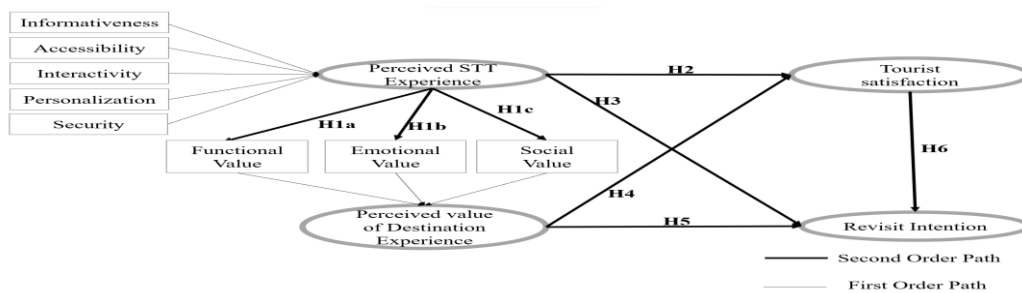 Informativeness
Accessibility
Interactivity
Personalization
Security
Perceived STT
Experience
H2
Tourist
satisfaction
H3
H1a
H1b
H1c
Functional
Value
Emotional
Value
Social
Value
H4
H6
Perceived value
of Destination
Experience
H5
Revisit Intention
Second Order Path
First Order Path